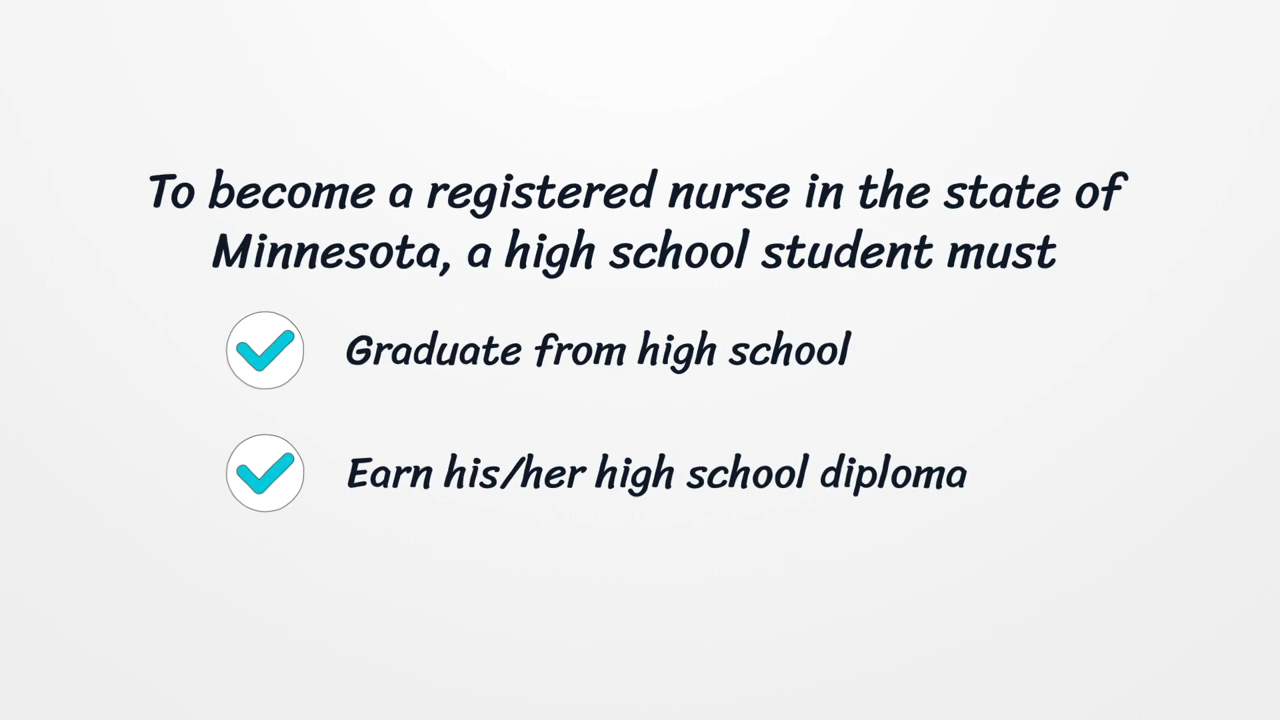 To become a registered nurse in the state of
Minnesota, a high school student must
Graduate from high school
Earn his/her high school diploma